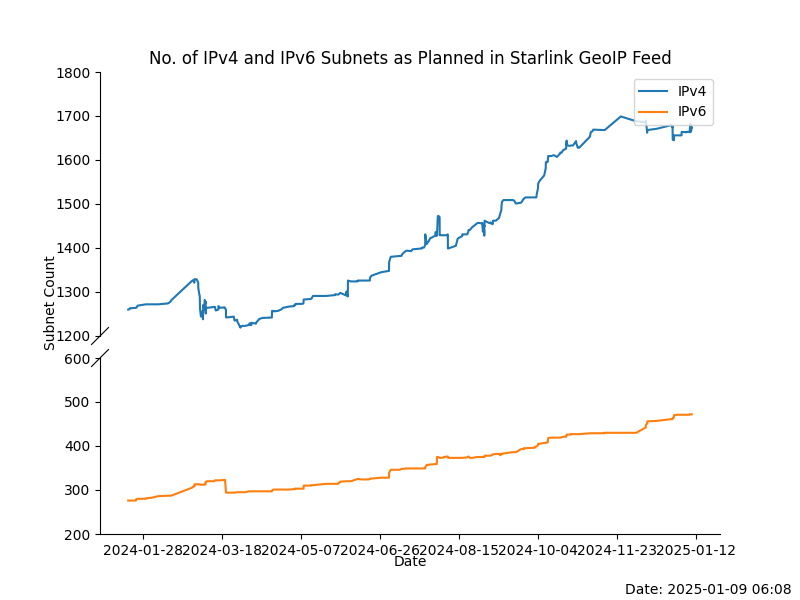 No. of IPv4 and IPv6 Subnets as Planned in Starlink GeoIP Feed
IPv4
IPv6
1800
1700
1600
1500
1400
1300
1200
600
500
400
300
200
Subnet Count
2024-01-28 2024-03-18 2024-05-07 2024-06-26 2024-08-15 2024-10-04 2024-11-23 2025-01-12
Date
Date: 2025-01-09 06:08